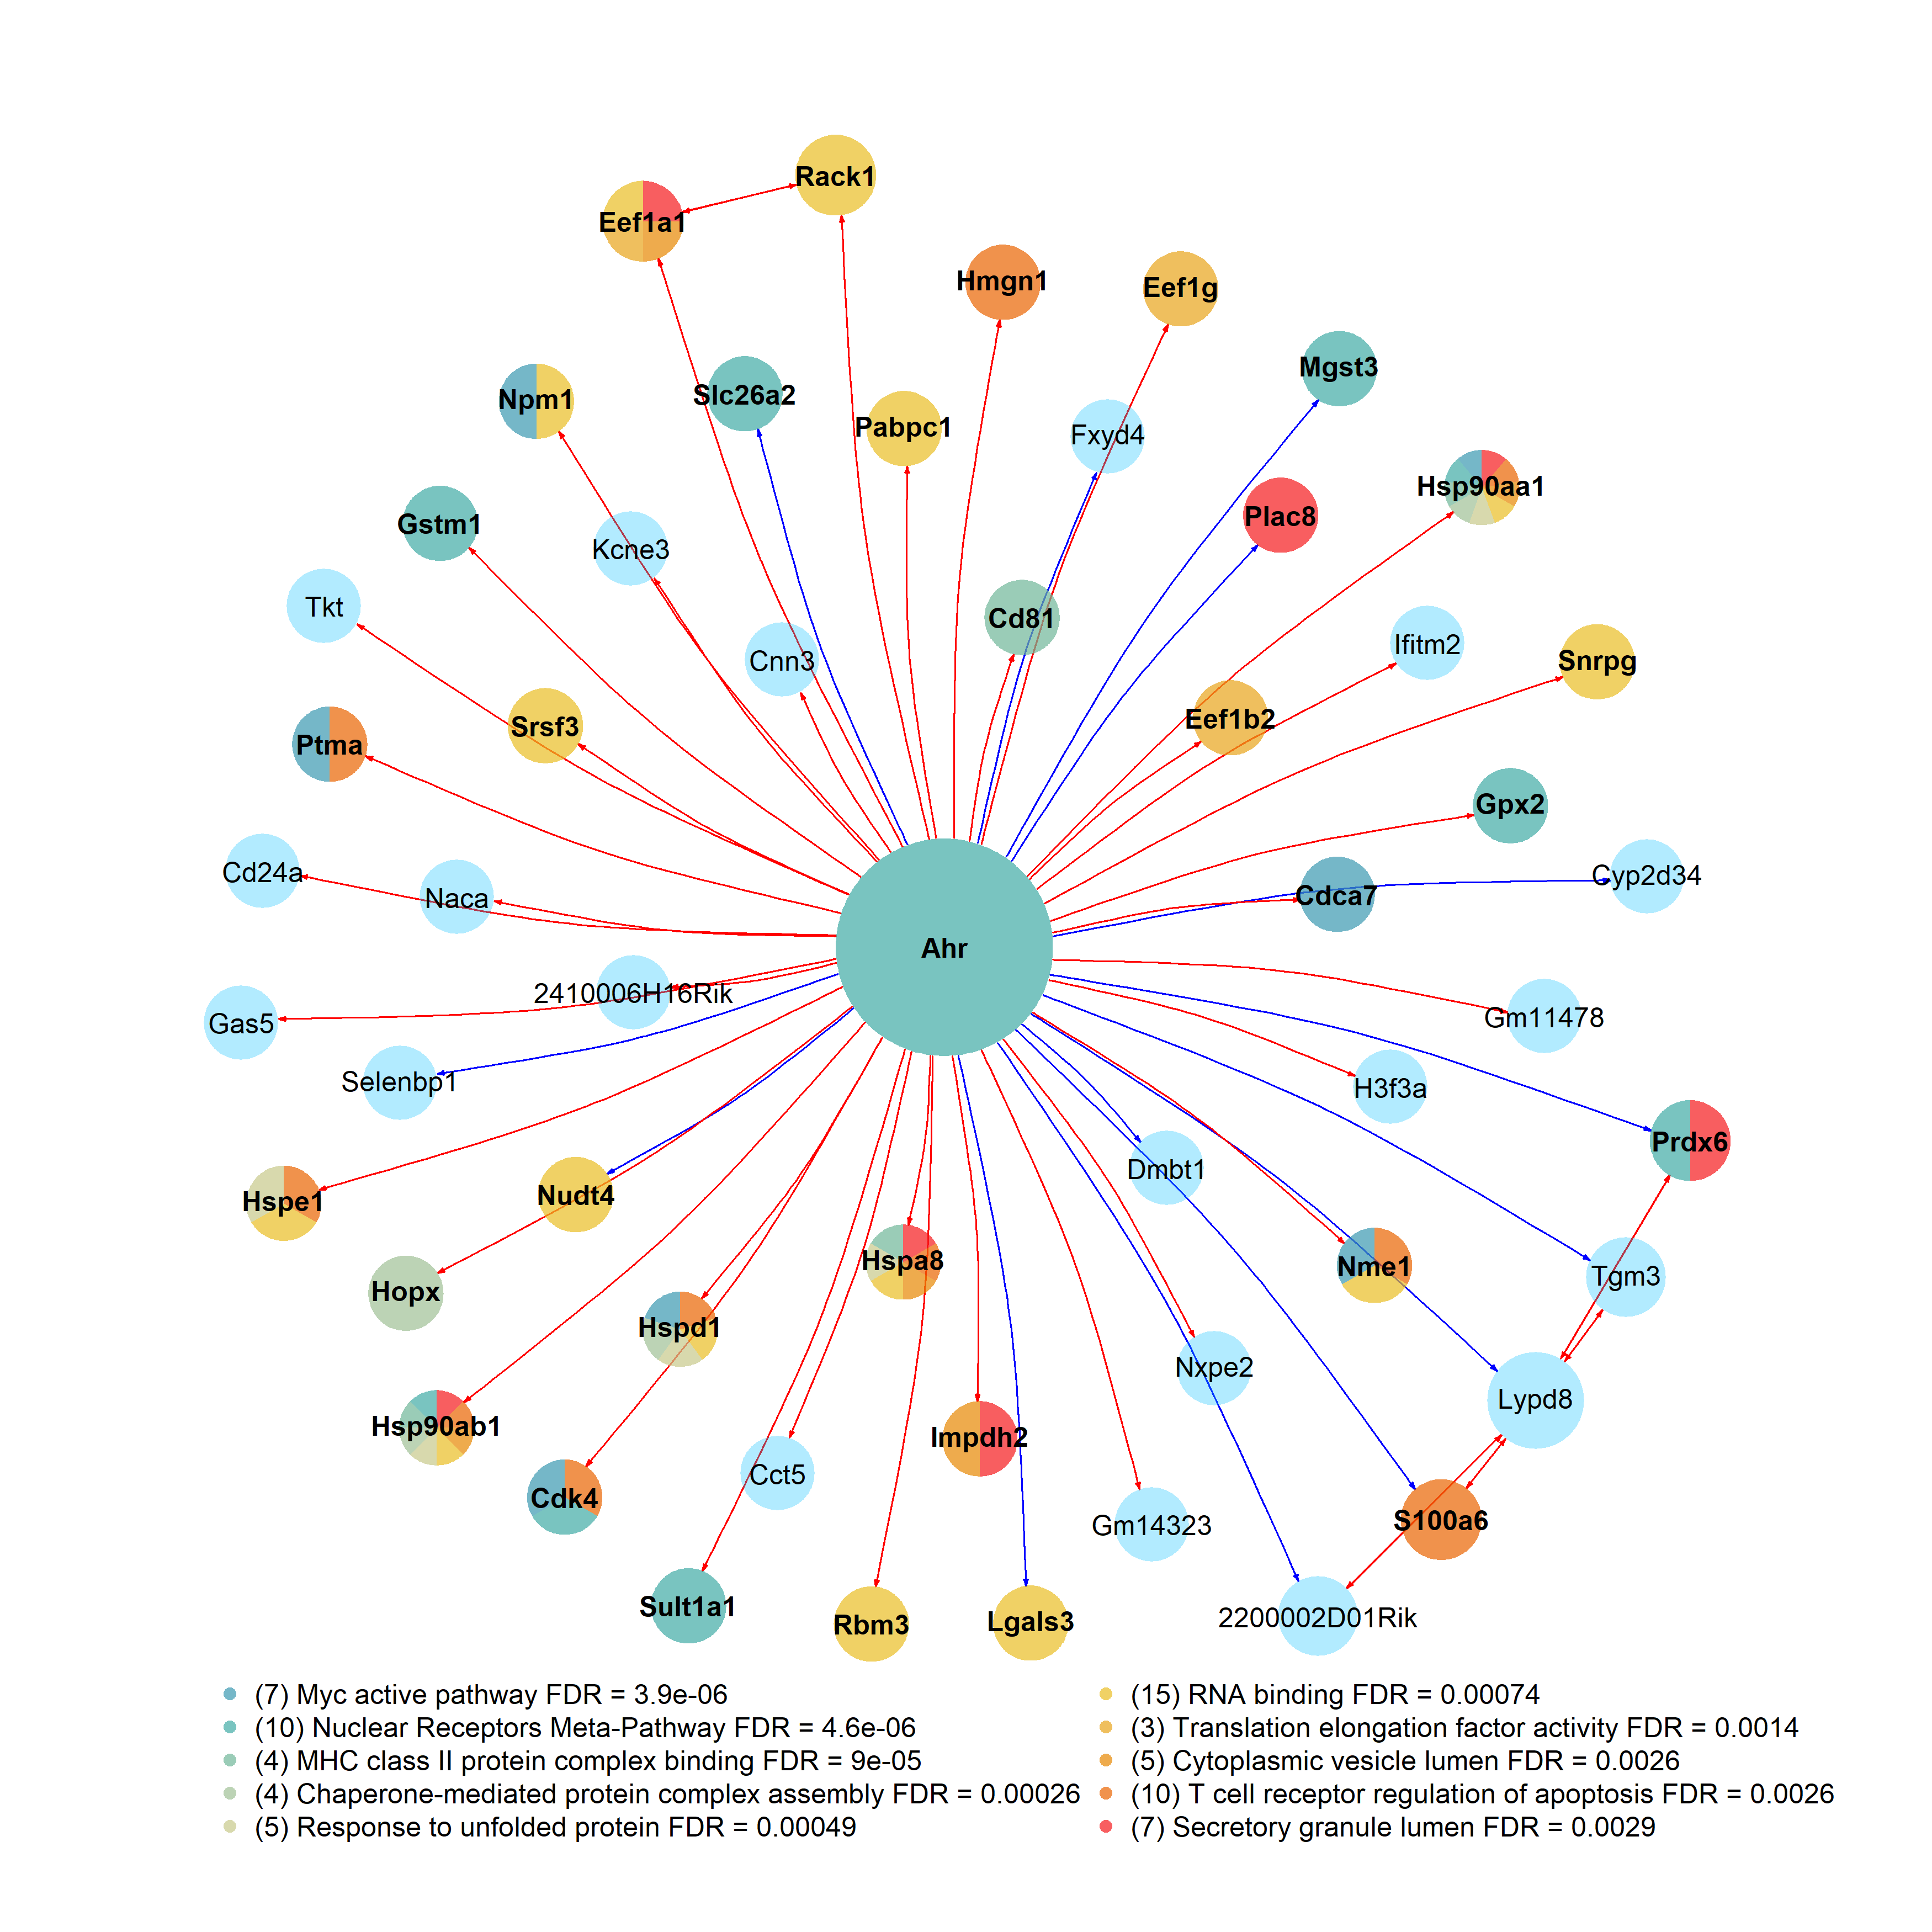 Rack1
Eef1a1
Hmgn1
Eef1g
Mgst3
Slc26a2
Npm1
Pabpc1
Fxyd4
Hsp90aa1
Plac8
Gstm1
Kcne3
Tkt
Cd81
Ifitm2
Cnn3
Snrpg
Eef1b2
Srsf3
Ptma
Gpx2
Cd24a
Cyp2d34
Naca
Cdca7
Ahr
2410006H16Rik
Gm11478
Gas5
Selenbp1
H3f3a
Prdx6
Dmbt1
Nudt4
Hspe1
Hspa8
Nme1
Tgm3
Hopx
Hspd1
Nxpe2
Lypd8
Hsp90ab1
Impdh2
Cct5
Cdk4
S100a6
Gm14323
Sult1a1
2200002D01Rik
Lgals3
Rbm3
(7) Myc active pathway FDR = 3.9e-06
(10) Nuclear Receptors Meta-Pathway FDR = 4.6e-06
(4) MHC class II protein complex binding FDR = 9e-05
(4) Chaperone-mediated protein complex assembly FDR = 0.00026
(5) Response to unfolded protein FDR = 0.00049
(15) RNA binding FDR = 0.00074
(3) Translation elongation factor activity FDR = 0.0014
(5) Cytoplasmic vesicle lumen FDR = 0.0026
(10) T cell receptor regulation of apoptosis FDR = 0.0026
(7) Secretory granule lumen FDR = 0.0029